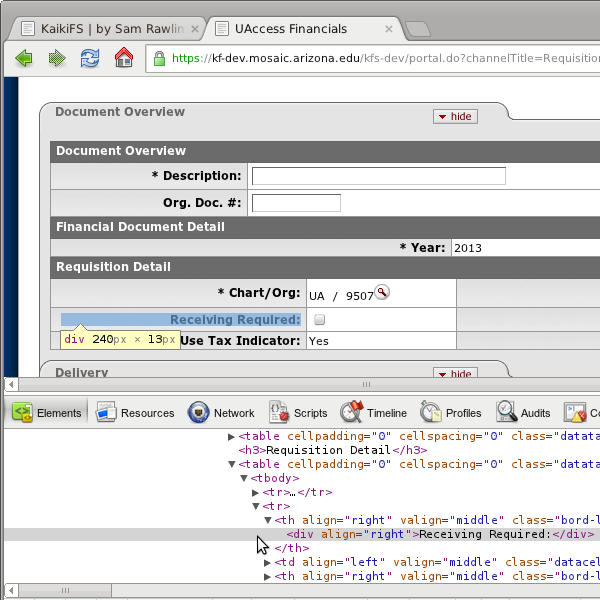 KaikiFS | by Sam Rawlin
UAccess Financials
https://kf-dev.mosaic.arizona.edu/kfs-dev/portal.do?channelTitle=Requisitio
Document Overview
hide
Document Overview
* Description:
Org. Doc. #:
Financial Document Detail
* Year: 2013
Requisition Detail
* Chart/Org: UA / 9507
Receiving Required:
div 240px × 13px
Use Tax Indicator: Yes
Delivery
hide
Elements Resources Network Scripts Timeline Profiles Audits Co
<table cellpadding="0" cellspacing="0" class="datata
<h3>Requisition Detail</h3>
<table cellpadding="0" cellspacing="0" class="datata
<tbody>
<tr>…</tr>
<tr>
<th align="right" valign="middle" class="bord-l
<div align="right">Receiving Required:</div>
</th>
<td align="left" valign="middle" class="datacel
<th align="right" valign="middle" class="bord-l